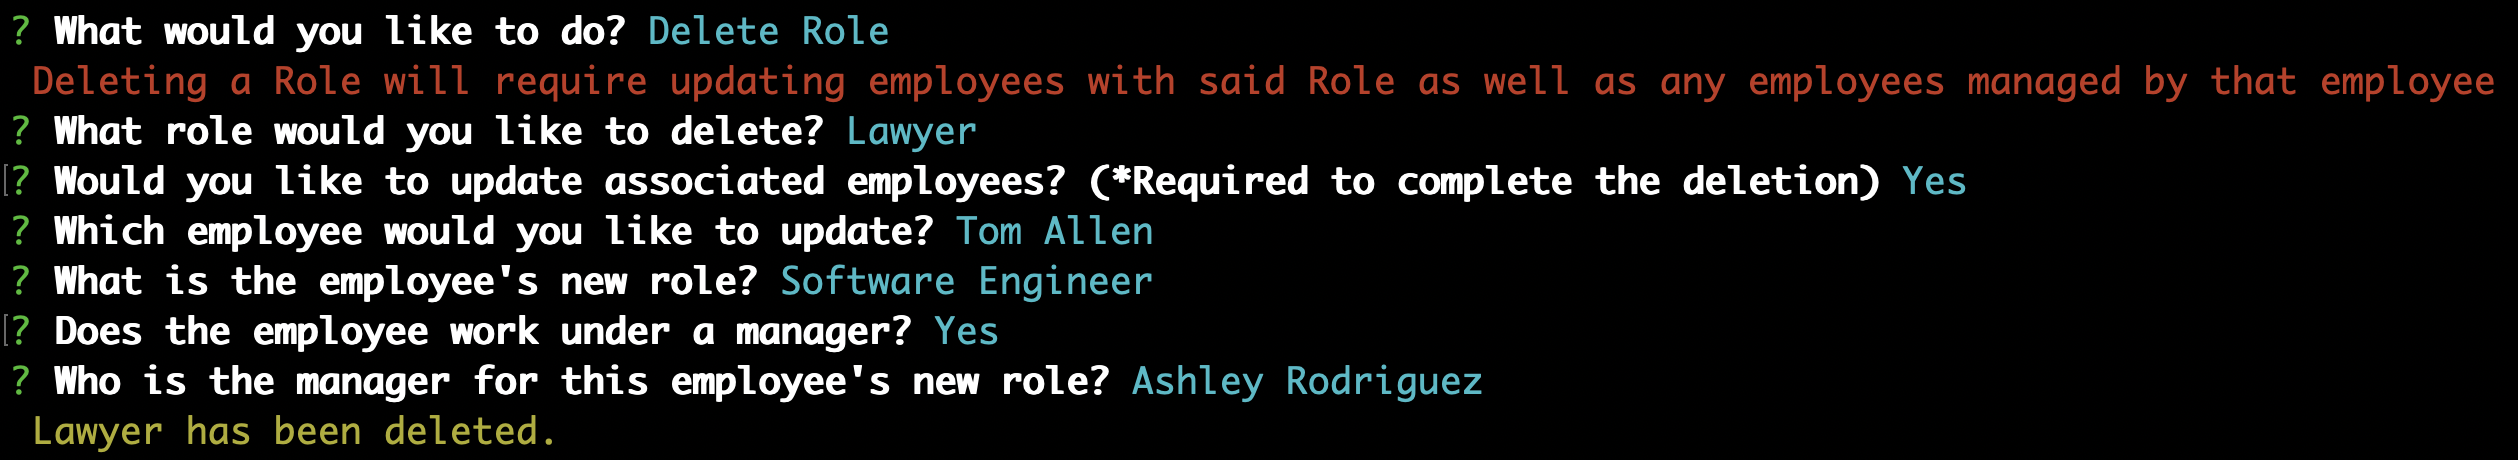 ? What would you like to do? Delete Role
Deleting a Role will require updating employees with said Role as well as any employees managed by that employee
? What role would you like to delete? Lawyer
[? Would you like to update associated employees? (*Required to complete the deletion) Yes
? Which employee would you like to update? Tom Allen
? What is the employee's new role? Software Engineer
[? Does the employee work under a manager? Yes
? Who is the manager for this employee's new role? Ashley Rodriguez
Lawyer has been deleted.